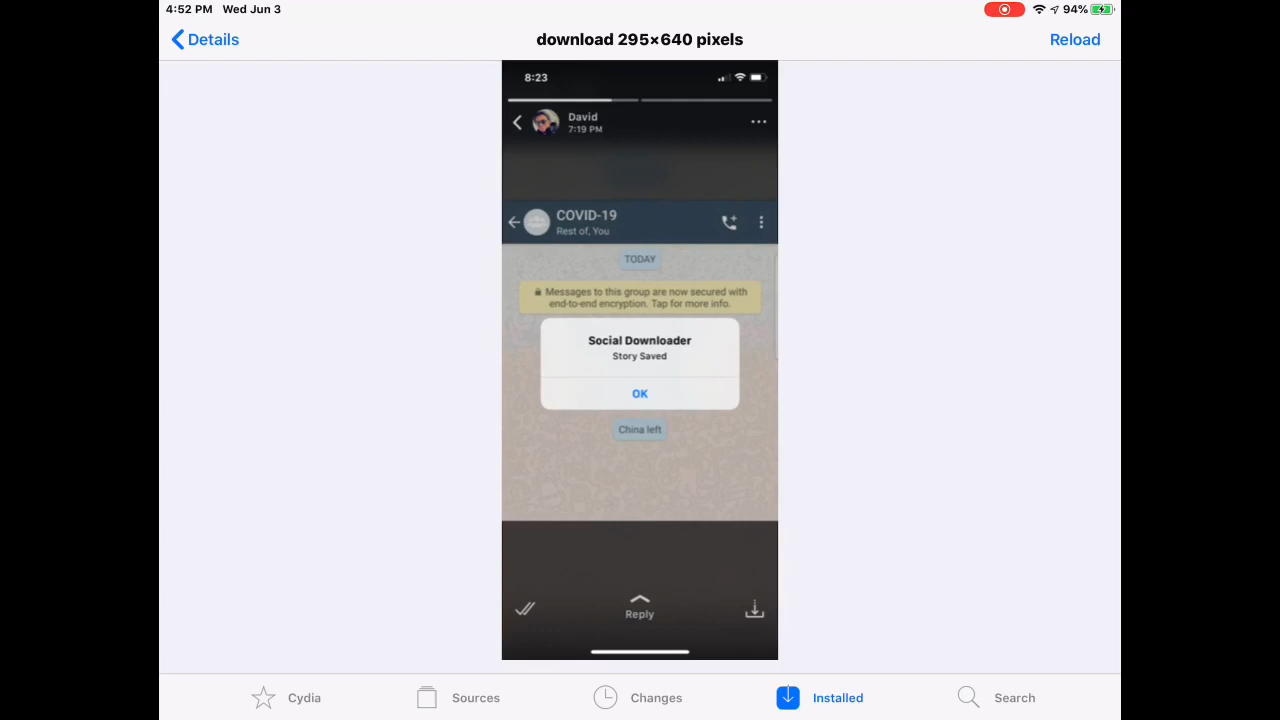 4:52 PM Wed Jun 3
94%
Details
download 295×640 pixels
Reload
8:23
David
7:19 PM
COVID-19
Rest of, You
TODAY
Messages to this group are now secured with
end-to-end encryption. Tap for more info.
Social Downloader
Story Saved
OK
China left
Reply
Cydia
Sources
Changes
Installed
Search